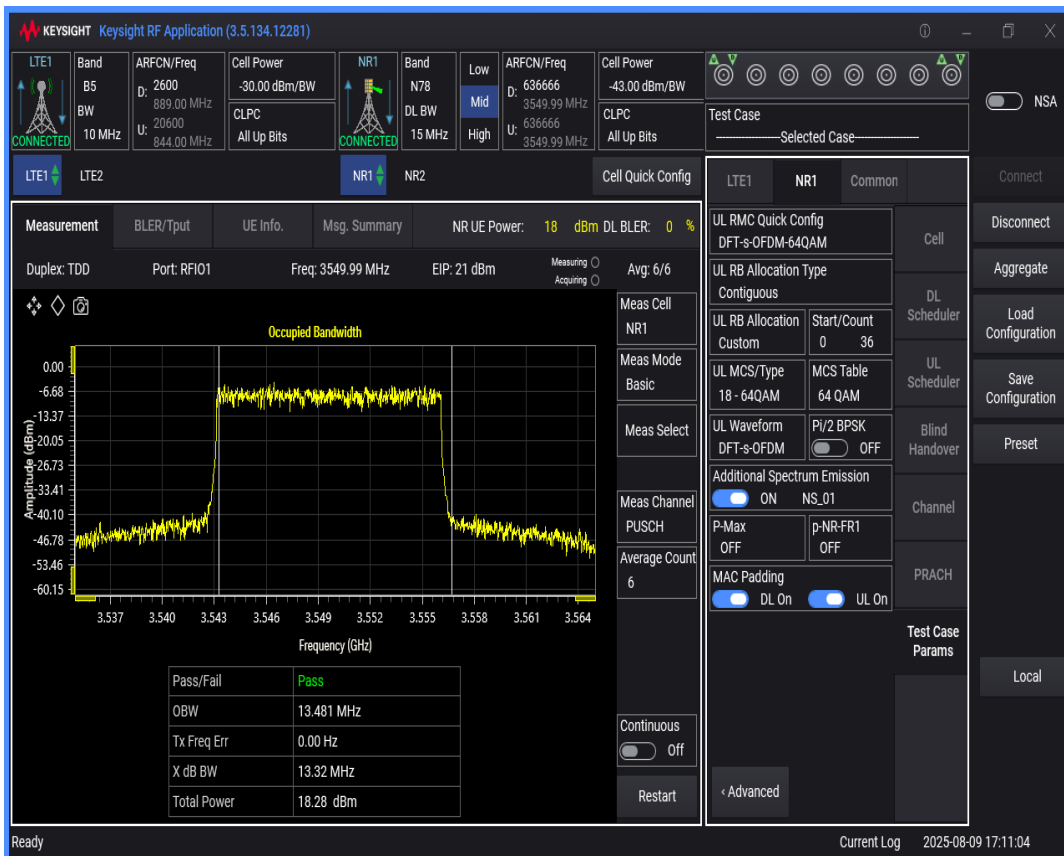 KEYSIGHT Keysight RF Application (3.5.134.12281)
LTE1 Band ARFCN/Freq Cell Power NR1 Band Low ARFCN/Freq Cell Power
B5 D: 2600 -30.00 dBm/BW N78 D: 636666 -43.00 dBm/BW
889.00 MHz 3549.99 MHz
BW CLPC DL BW Mid CLPC Test Case
CONNECTED 10 MHz U: 20600 All Up Bits CONNECTED 15 MHz High U: 636666 All Up Bits
844.00 MHz 3549.99 MHz
---Selected Case---
NSA
LTE1 LTE2 NR1 NR2 Cell Quick Config
Measurement BLER/Tput UE Info. Msg. Summary NR UE Power: 18 dBm DL BLER: 0 %
Duplex: TDD Port: RFIO1 Freq: 3549.99 MHz EIP: 21 dBm Measuring Avg: 6/6
Acquiring
Occupied Bandwidth
Amplitude (dBm)
0.00
-6.68
-13.37
-20.05
-26.73
-33.41
-40.10
-46.78
-53.46
-60.15
3.537 3.540 3.543 3.546 3.549 3.552 3.555 3.558 3.561 3.564
Frequency (GHz)
Pass/Fail Pass
OBW 13.481 MHz
Tx Freq Err 0.00 Hz
X dB BW 13.32 MHz
Total Power 18.28 dBm
Meas Cell
NR1
Meas Mode
Basic
Meas Select
Meas Channel
PUSCH
Average Count
6
Continuous
Off
Restart
LTE1 NR1 Common
UL RMC Quick Config
DFT-s-OFDM-64QAM
UL RB Allocation Type
Contiguous
UL RB Allocation Start/Count
Custom 0 36
UL MCS/Type MCS Table
18 - 64QAM 64 QAM
UL Waveform Pi/2 BPSK
DFT-s-OFDM OFF
Additional Spectrum Emission
ON NS_01
P-Max p-NR-FR1
OFF OFF
MAC Padding
DL On UL On
‹ Advanced
Cell
DL
Scheduler
UL
Scheduler
Blind
Handover
Channel
PRACH
Test Case
Params
Connect
Disconnect
Aggregate
Load
Configuration
Save
Configuration
Preset
Local
Ready Current Log 2025-08-09 17:11:04